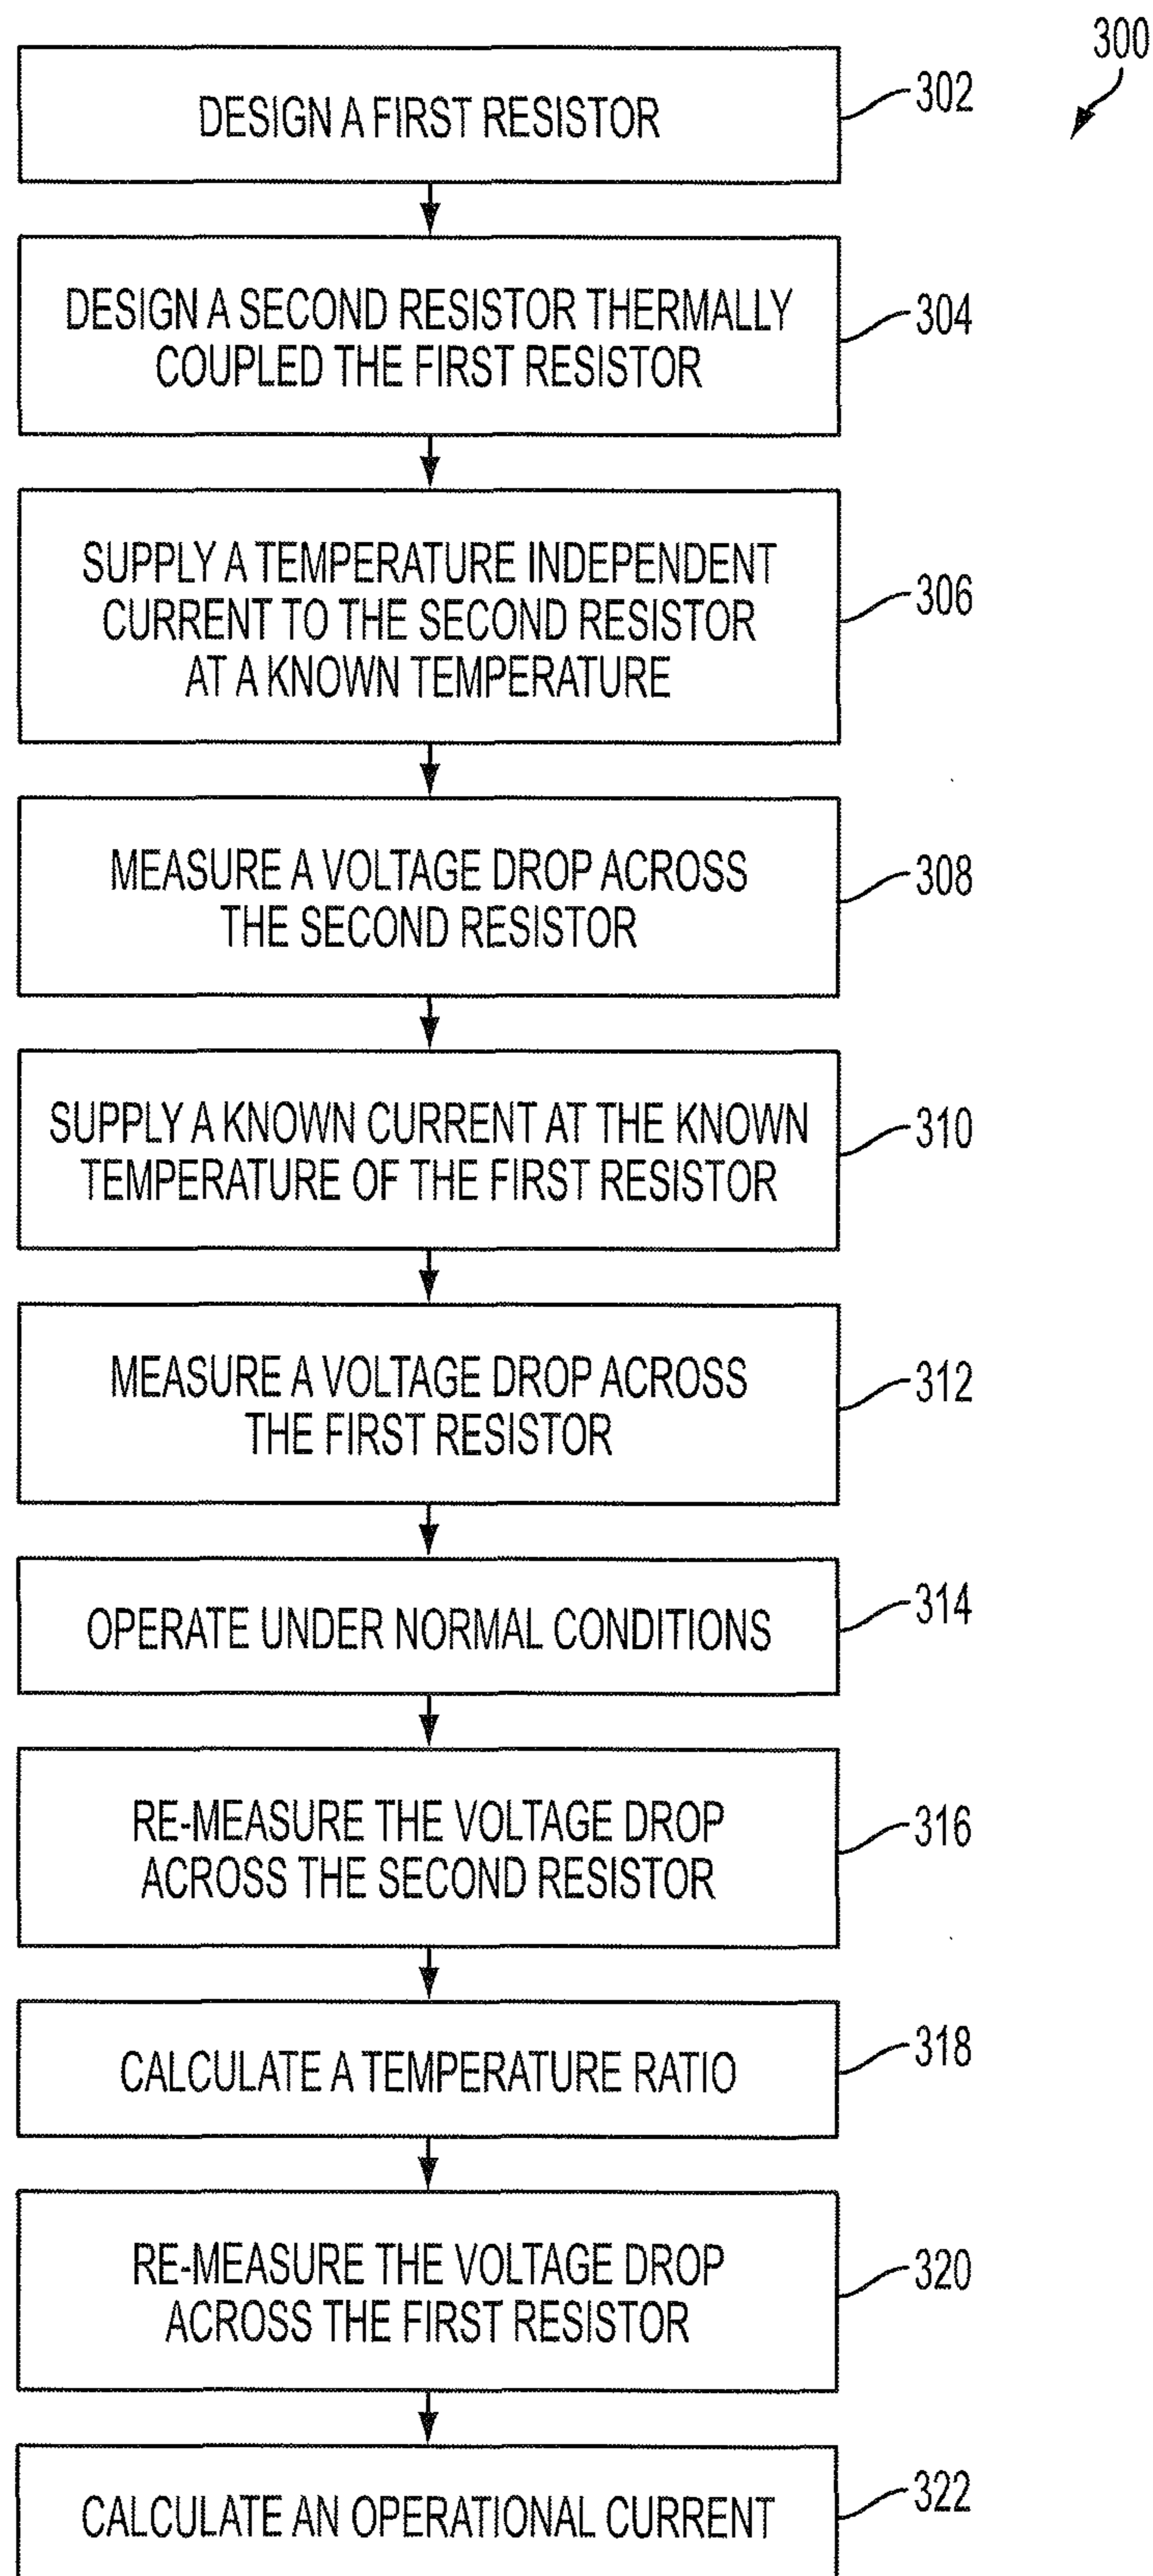 300
DESIGN A FIRST RESISTOR
302
DESIGN A SECOND RESISTOR THERMALLY
COUPLED THE FIRST RESISTOR
304
SUPPLY A TEMPERATURE INDEPENDENT
CURRENT TO THE SECOND RESISTOR
AT A KNOWN TEMPERATURE
306
MEASURE A VOLTAGE DROP ACROSS
THE SECOND RESISTOR
308
SUPPLY A KNOWN CURRENT AT THE KNOWN
TEMPERATURE OF THE FIRST RESISTOR
310
MEASURE A VOLTAGE DROP ACROSS
THE FIRST RESISTOR
312
OPERATE UNDER NORMAL CONDITIONS
314
RE-MEASURE THE VOLTAGE DROP
ACROSS THE SECOND RESISTOR
316
CALCULATE A TEMPERATURE RATIO
318
RE-MEASURE THE VOLTAGE DROP
ACROSS THE FIRST RESISTOR
320
CALCULATE AN OPERATIONAL CURRENT
322